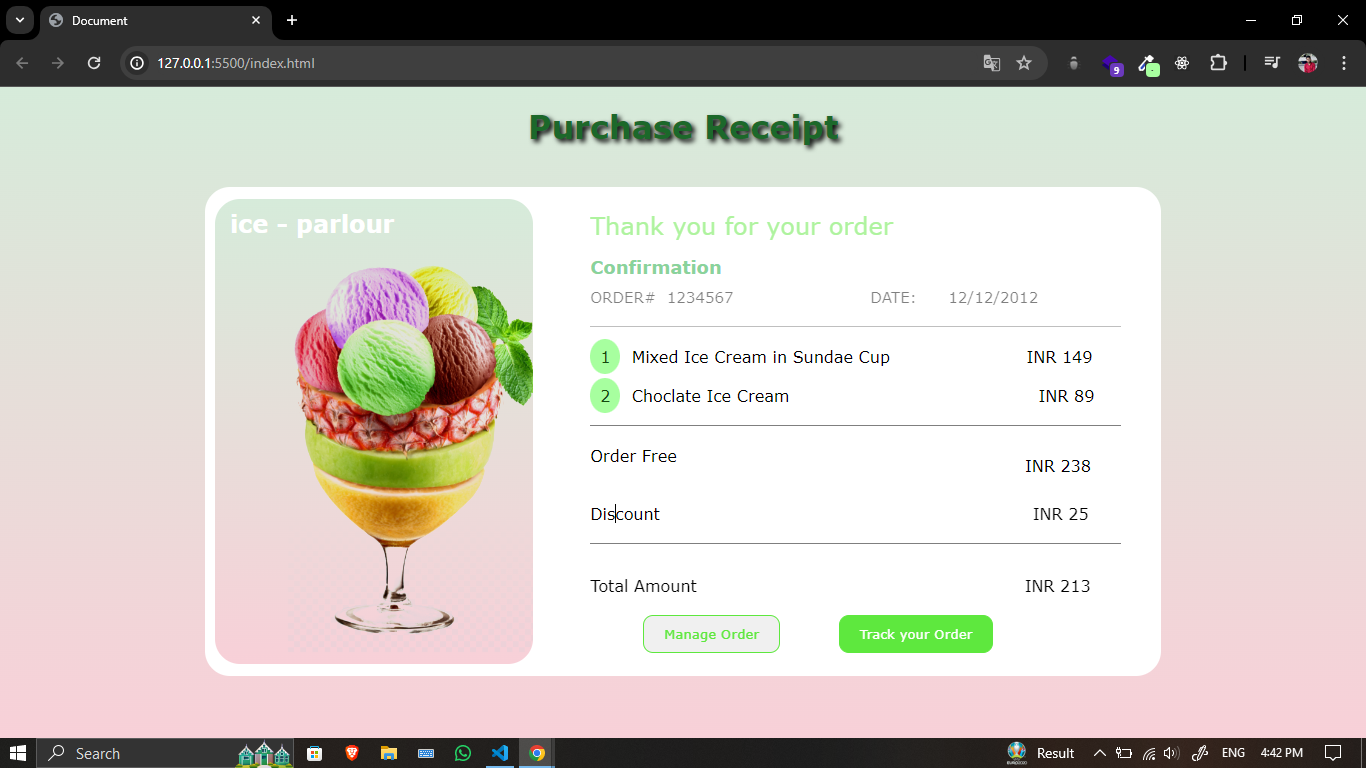 Document
127.0.0.1:5500/index.html
9
Purchase Receipt
ice - parlour
Thank you for your order
Confirmation
ORDER# 1234567 DATE: 12/12/2012
1 Mixed Ice Cream in Sundae Cup INR 149
2 Choclate Ice Cream INR 89
Order Free INR 238
Discount INR 25
Total Amount INR 213
Manage Order Track your Order
Search Result ENG 4:42 PM